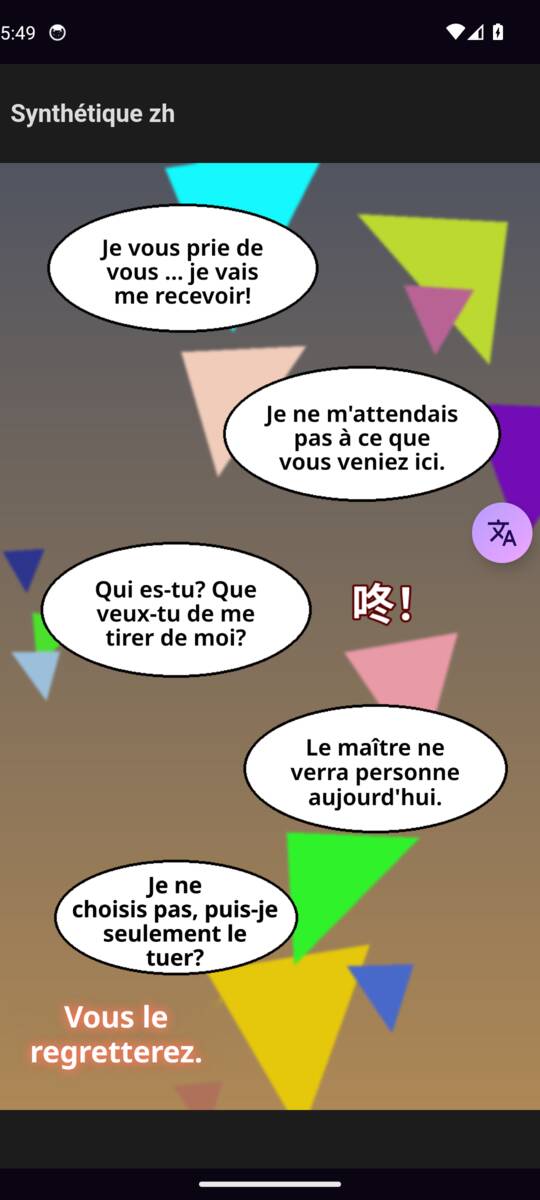 5:49
Synthétique zh
Je vous prie de
vous ... je vais
me recevoir!
Je ne m'attendais
pas à ce que
vous veniez ici.
Qui es-tu? Que
veux-tu de me
tirer de moi?
咚!
Le maître ne
verra personne
aujourd'hui.
Je ne
choisis pas, puis-je
seulement le
tuer?
Vous le
regretterez.